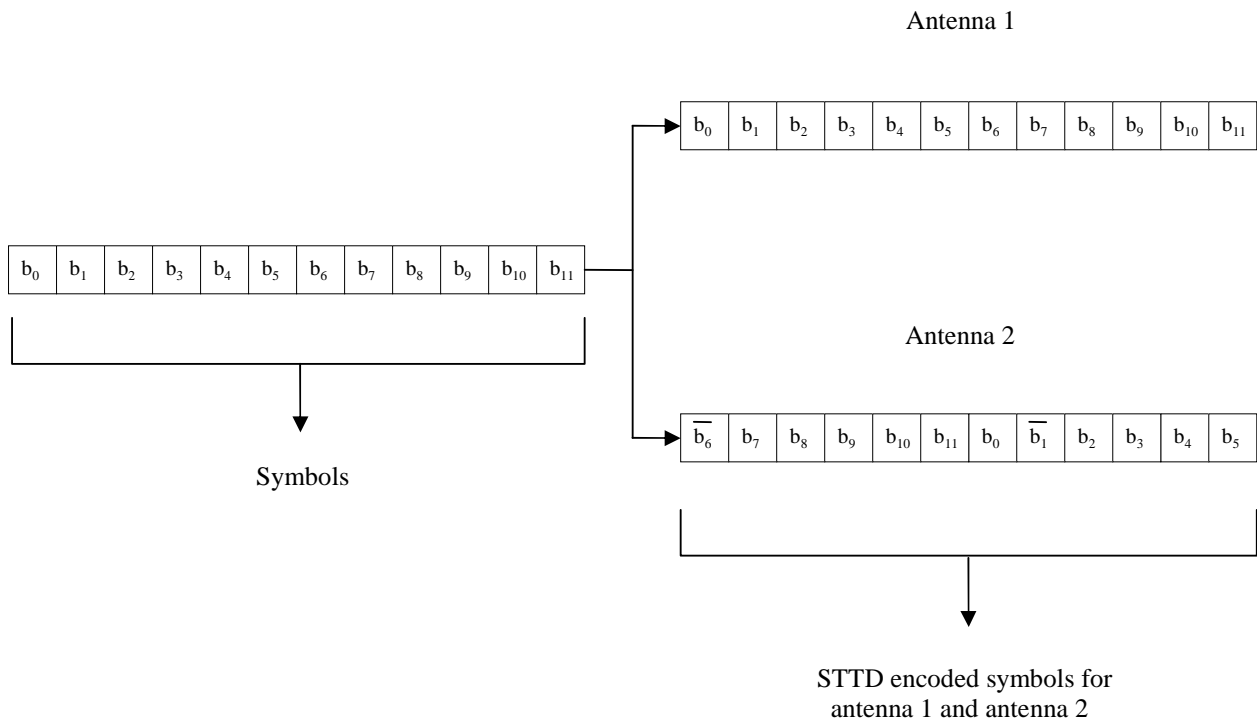 Antenna 1
b₀ b₁ b₂ b₃ b₄ b₅ b₆ b₇ b₈ b₉ b₁₀ b₁₁
b₀ b₁ b₂ b₃ b₄ b₅ b₆ b₇ b₈ b₉ b₁₀ b₁₁
Antenna 2
b̅₆ b₇ b₈ b₉ b₁₀ b₁₁ b₀ b̅₁ b₂ b₃ b₄ b₅
Symbols
STTD encoded symbols for
antenna 1 and antenna 2